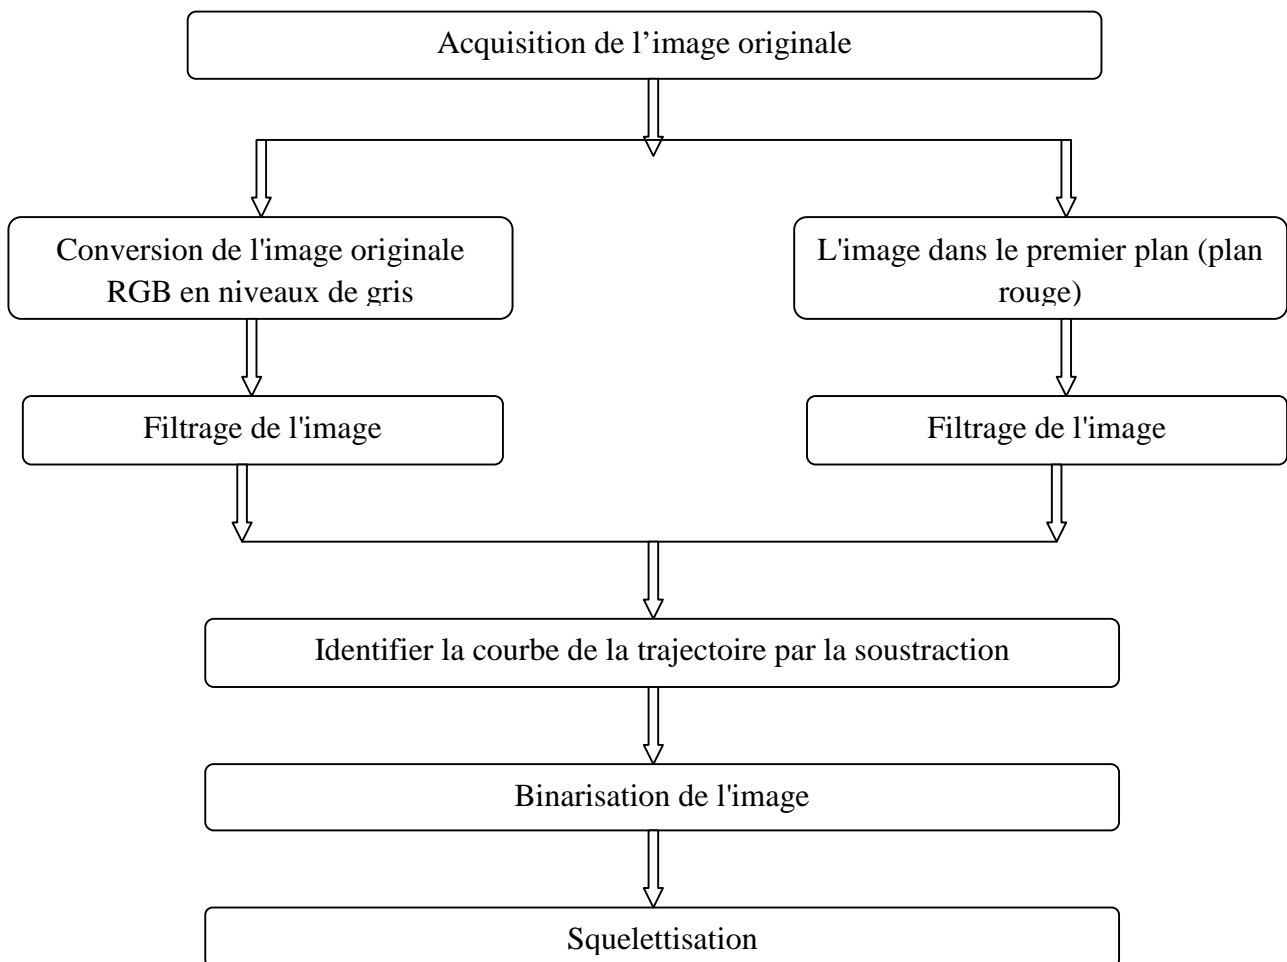 Acquisition de l’image originale
Conversion de l'image originale
RGB en niveaux de gris
L'image dans le premier plan (plan
rouge)
Filtrage de l'image
Filtrage de l'image
Identifier la courbe de la trajectoire par la soustraction
Binarisation de l'image
Squelettisation